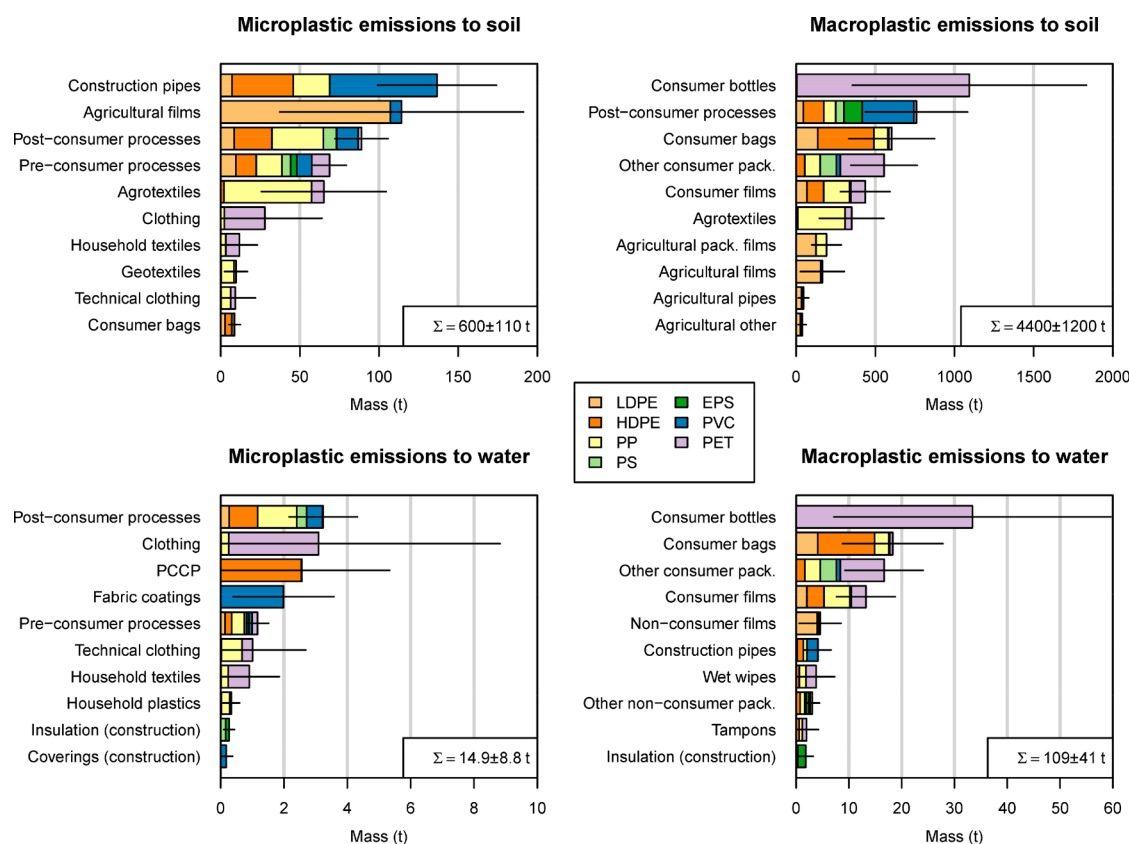 Microplastic emissions to soil
Construction pipes
Agricultural films
Post−consumer processes
Pre−consumer processes
Agrotextiles
Clothing
Household textiles
Geotextiles
Technical clothing
Consumer bags
Σ = 600±110 t
0 50 100 150 200
Mass (t)
Macroplastic emissions to soil
Consumer bottles
Post−consumer processes
Consumer bags
Other consumer pack.
Consumer films
Agrotextiles
Agricultural pack. films
Agricultural films
Agricultural pipes
Agricultural other
Σ = 4400±1200 t
0 500 1000 1500 2000
Mass (t)
LDPE
HDPE
PP
PS
EPS
PVC
PET
Microplastic emissions to water
Post−consumer processes
Clothing
PCCP
Fabric coatings
Pre−consumer processes
Technical clothing
Household textiles
Household plastics
Insulation (construction)
Coverings (construction)
Σ = 14.9±8.8 t
0 2 4 6 8 10
Mass (t)
Macroplastic emissions to water
Consumer bottles
Consumer bags
Other consumer pack.
Consumer films
Non−consumer films
Construction pipes
Wet wipes
Other non−consumer pack.
Tampons
Insulation (construction)
Σ = 109±41 t
0 10 20 30 40 50 60
Mass (t)